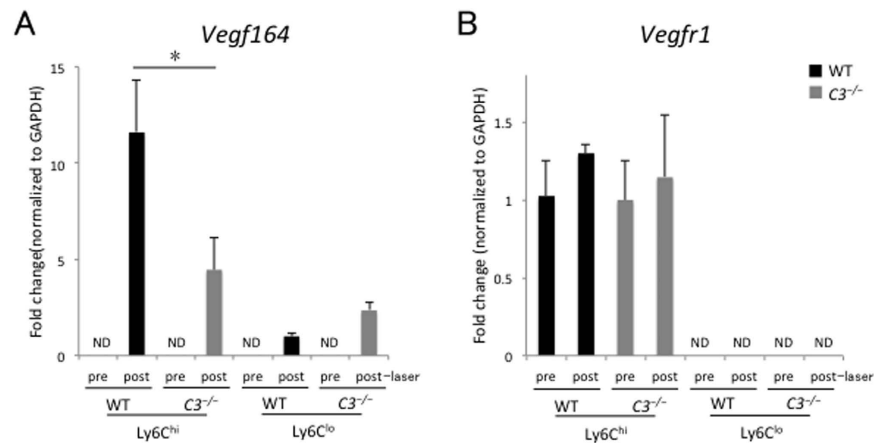 A
Vegf164
Fold change(normalized to GAPDH)
15
10
5
0
*
ND ND ND ND
pre post pre post pre post pre post-laser
WT C3⁻/⁻ WT C3⁻/⁻
Ly6Cʰⁱ Ly6Cˡᵒ
B
Vegfr1
WT
C3⁻/⁻
Fold change (normalized to GAPDH)
1.5
1
0.5
0
ND ND ND ND
pre post pre post pre post pre post-laser
WT C3⁻/⁻ WT C3⁻/⁻
Ly6Cʰⁱ Ly6Cˡᵒ